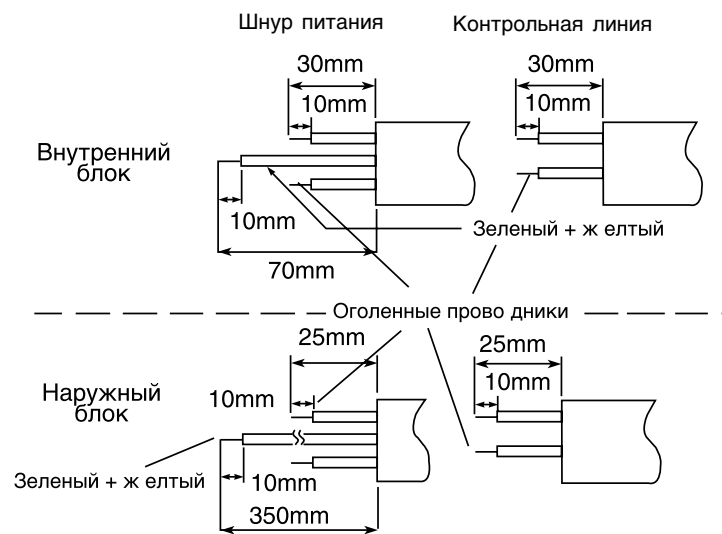 Шнур питания
Контрольная линия
30mm
30mm
10mm
10mm
Внутренний
блок
10mm
Зеленый + ж елтый
70mm
Оголенные прово дники
25mm
25mm
Наружный
блок
10mm
10mm
Зеленый + ж елтый
10mm
350mm